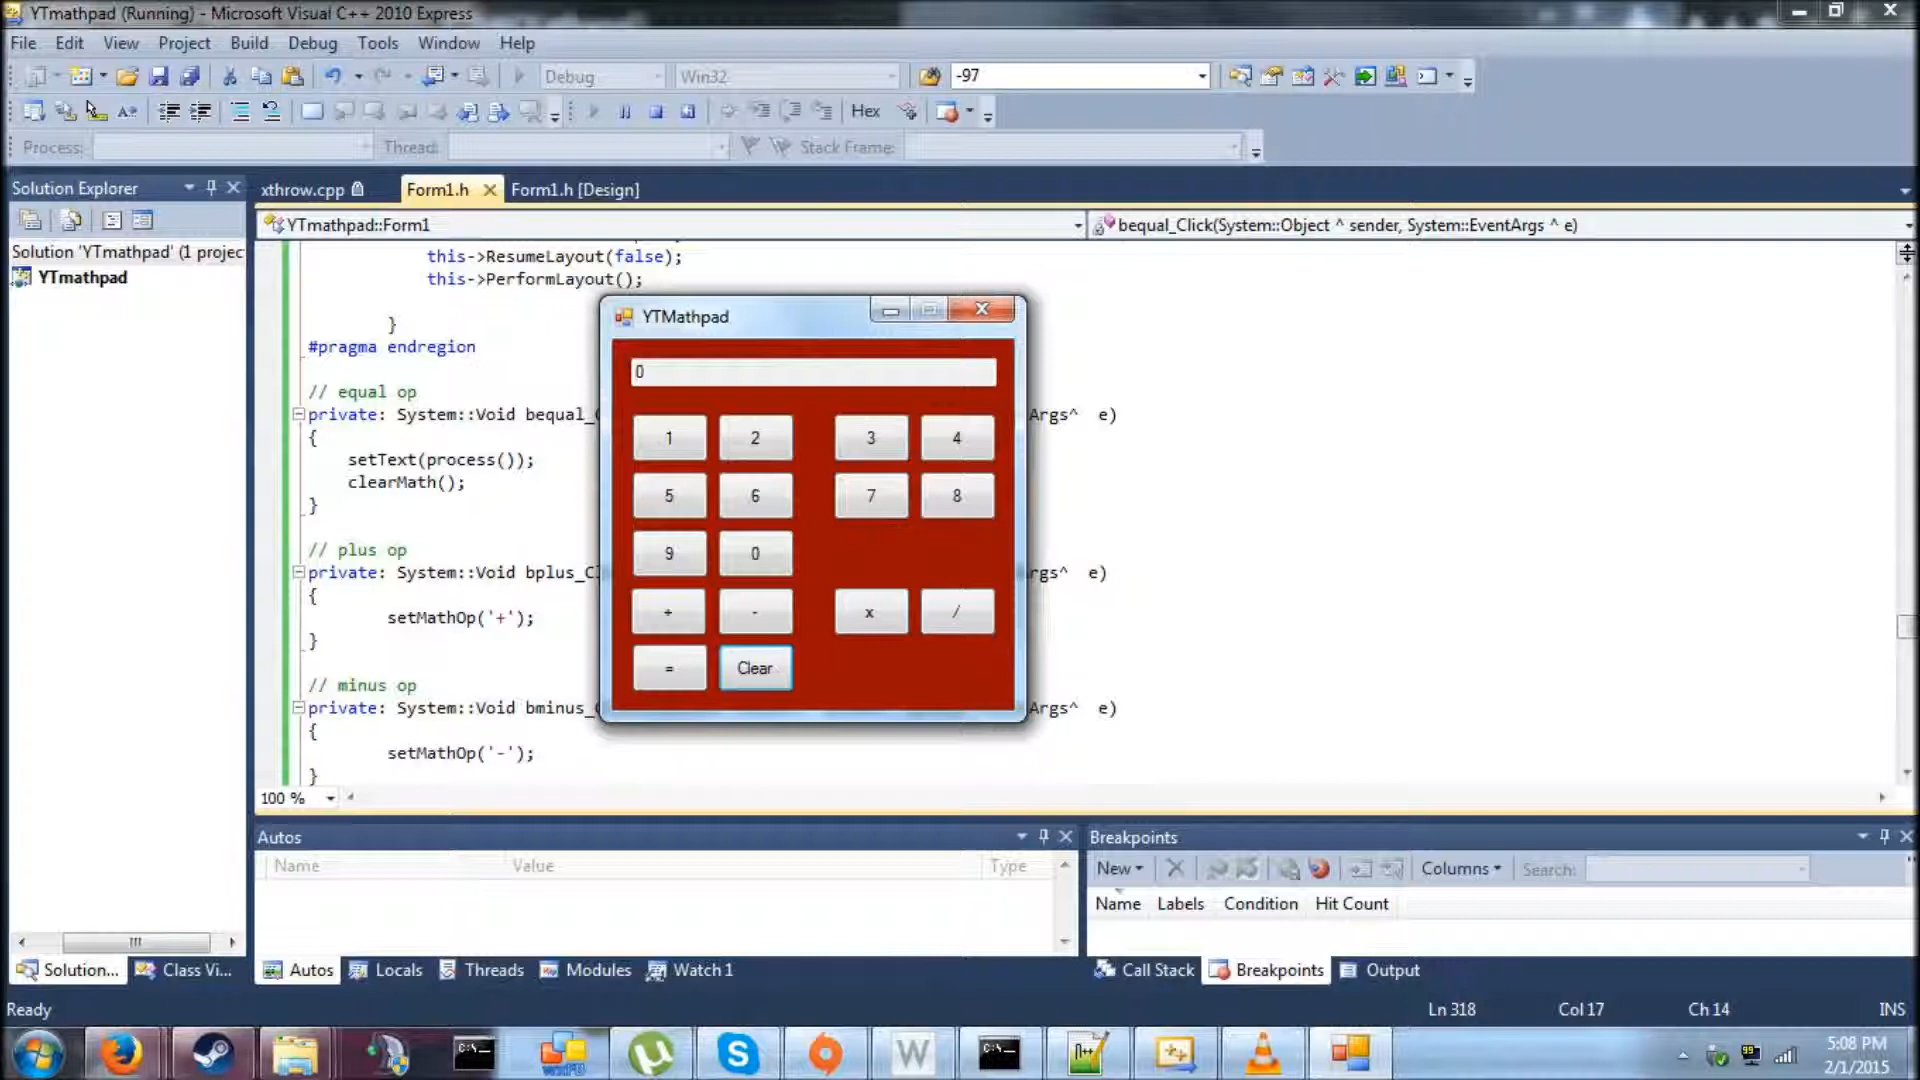 YTmathpad (Running) - Microsoft Visual C++ 2010 Express
File Edit View Project Build Debug Tools Window Help
Debug Win32 -97
Hex
Process: Thread: Stack Frame:
Solution Explorer
xthrow.cpp Form1.h Form1.h [Design]
YTmathpad::Form1 bequal_Click(System::Object ^ sender, System::EventArgs ^ e)
Solution 'YTmathpad' (1 projec
YTmathpad
this->ResumeLayout(false);
this->PerformLayout();
}
#pragma endregion
// equal op
private: System::Void bequal_ Args^ e)
{
setText(process());
clearMath();
}
// plus op
private: System::Void bplus_C rgs^ e)
{
setMathOp('+');
}
// minus op
private: System::Void bminus_ Args^ e)
{
setMathOp('-');
}
100 %
YTMathpad
0
1 2 3 4
5 6 7 8
9 0
+ - x /
= Clear
Autos
Name Value Type
Breakpoints
New Columns Search:
Name Labels Condition Hit Count
Solution... Class Vi...
Autos Locals Threads Modules Watch 1
Call Stack Breakpoints Output
Ready Ln 318 Col 17 Ch 14 INS
5:08 PM
2/1/2015